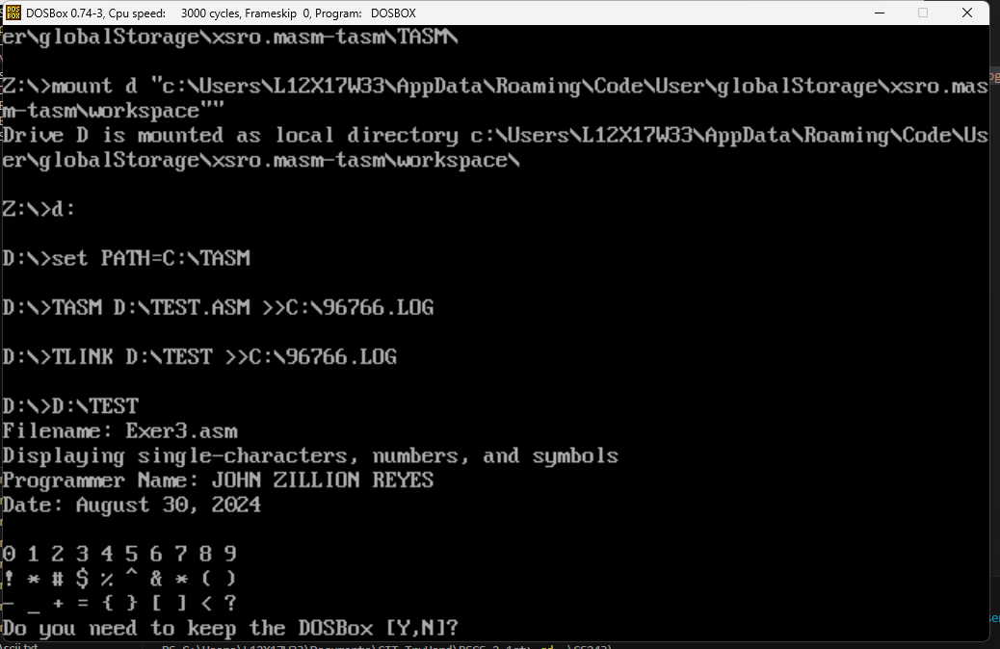 DOSBox 0.74-3, Cpu speed: 3000 cycles, Frameskip 0, Program: DOSBOX
er\globalStorage\xsro.masm-tasm\TASM\
Z:\>mount d "c:\Users\L12X17W33\AppData\Roaming\Code\User\globalStorage\xsro.mas
m-tasm\workspace""
Drive D is mounted as local directory c:\Users\L12X17W33\AppData\Roaming\Code\Us
er\globalStorage\xsro.masm-tasm\workspace\
Z:\>d:
D:\>set PATH=C:\TASM
D:\>TASM D:\TEST.ASM >>C:\96766.LOG
D:\>TLINK D:\TEST >>C:\96766.LOG
D:\>D:\TEST
Filename: Exer3.asm
Displaying single-characters, numbers, and symbols
Programmer Name: JOHN ZILLION REYES
Date: August 30, 2024
0 1 2 3 4 5 6 7 8 9
! * # $ % ^ & * ( )
- _ + = { } [ ] < ?
Do you need to keep the DOSBox [Y,N]?